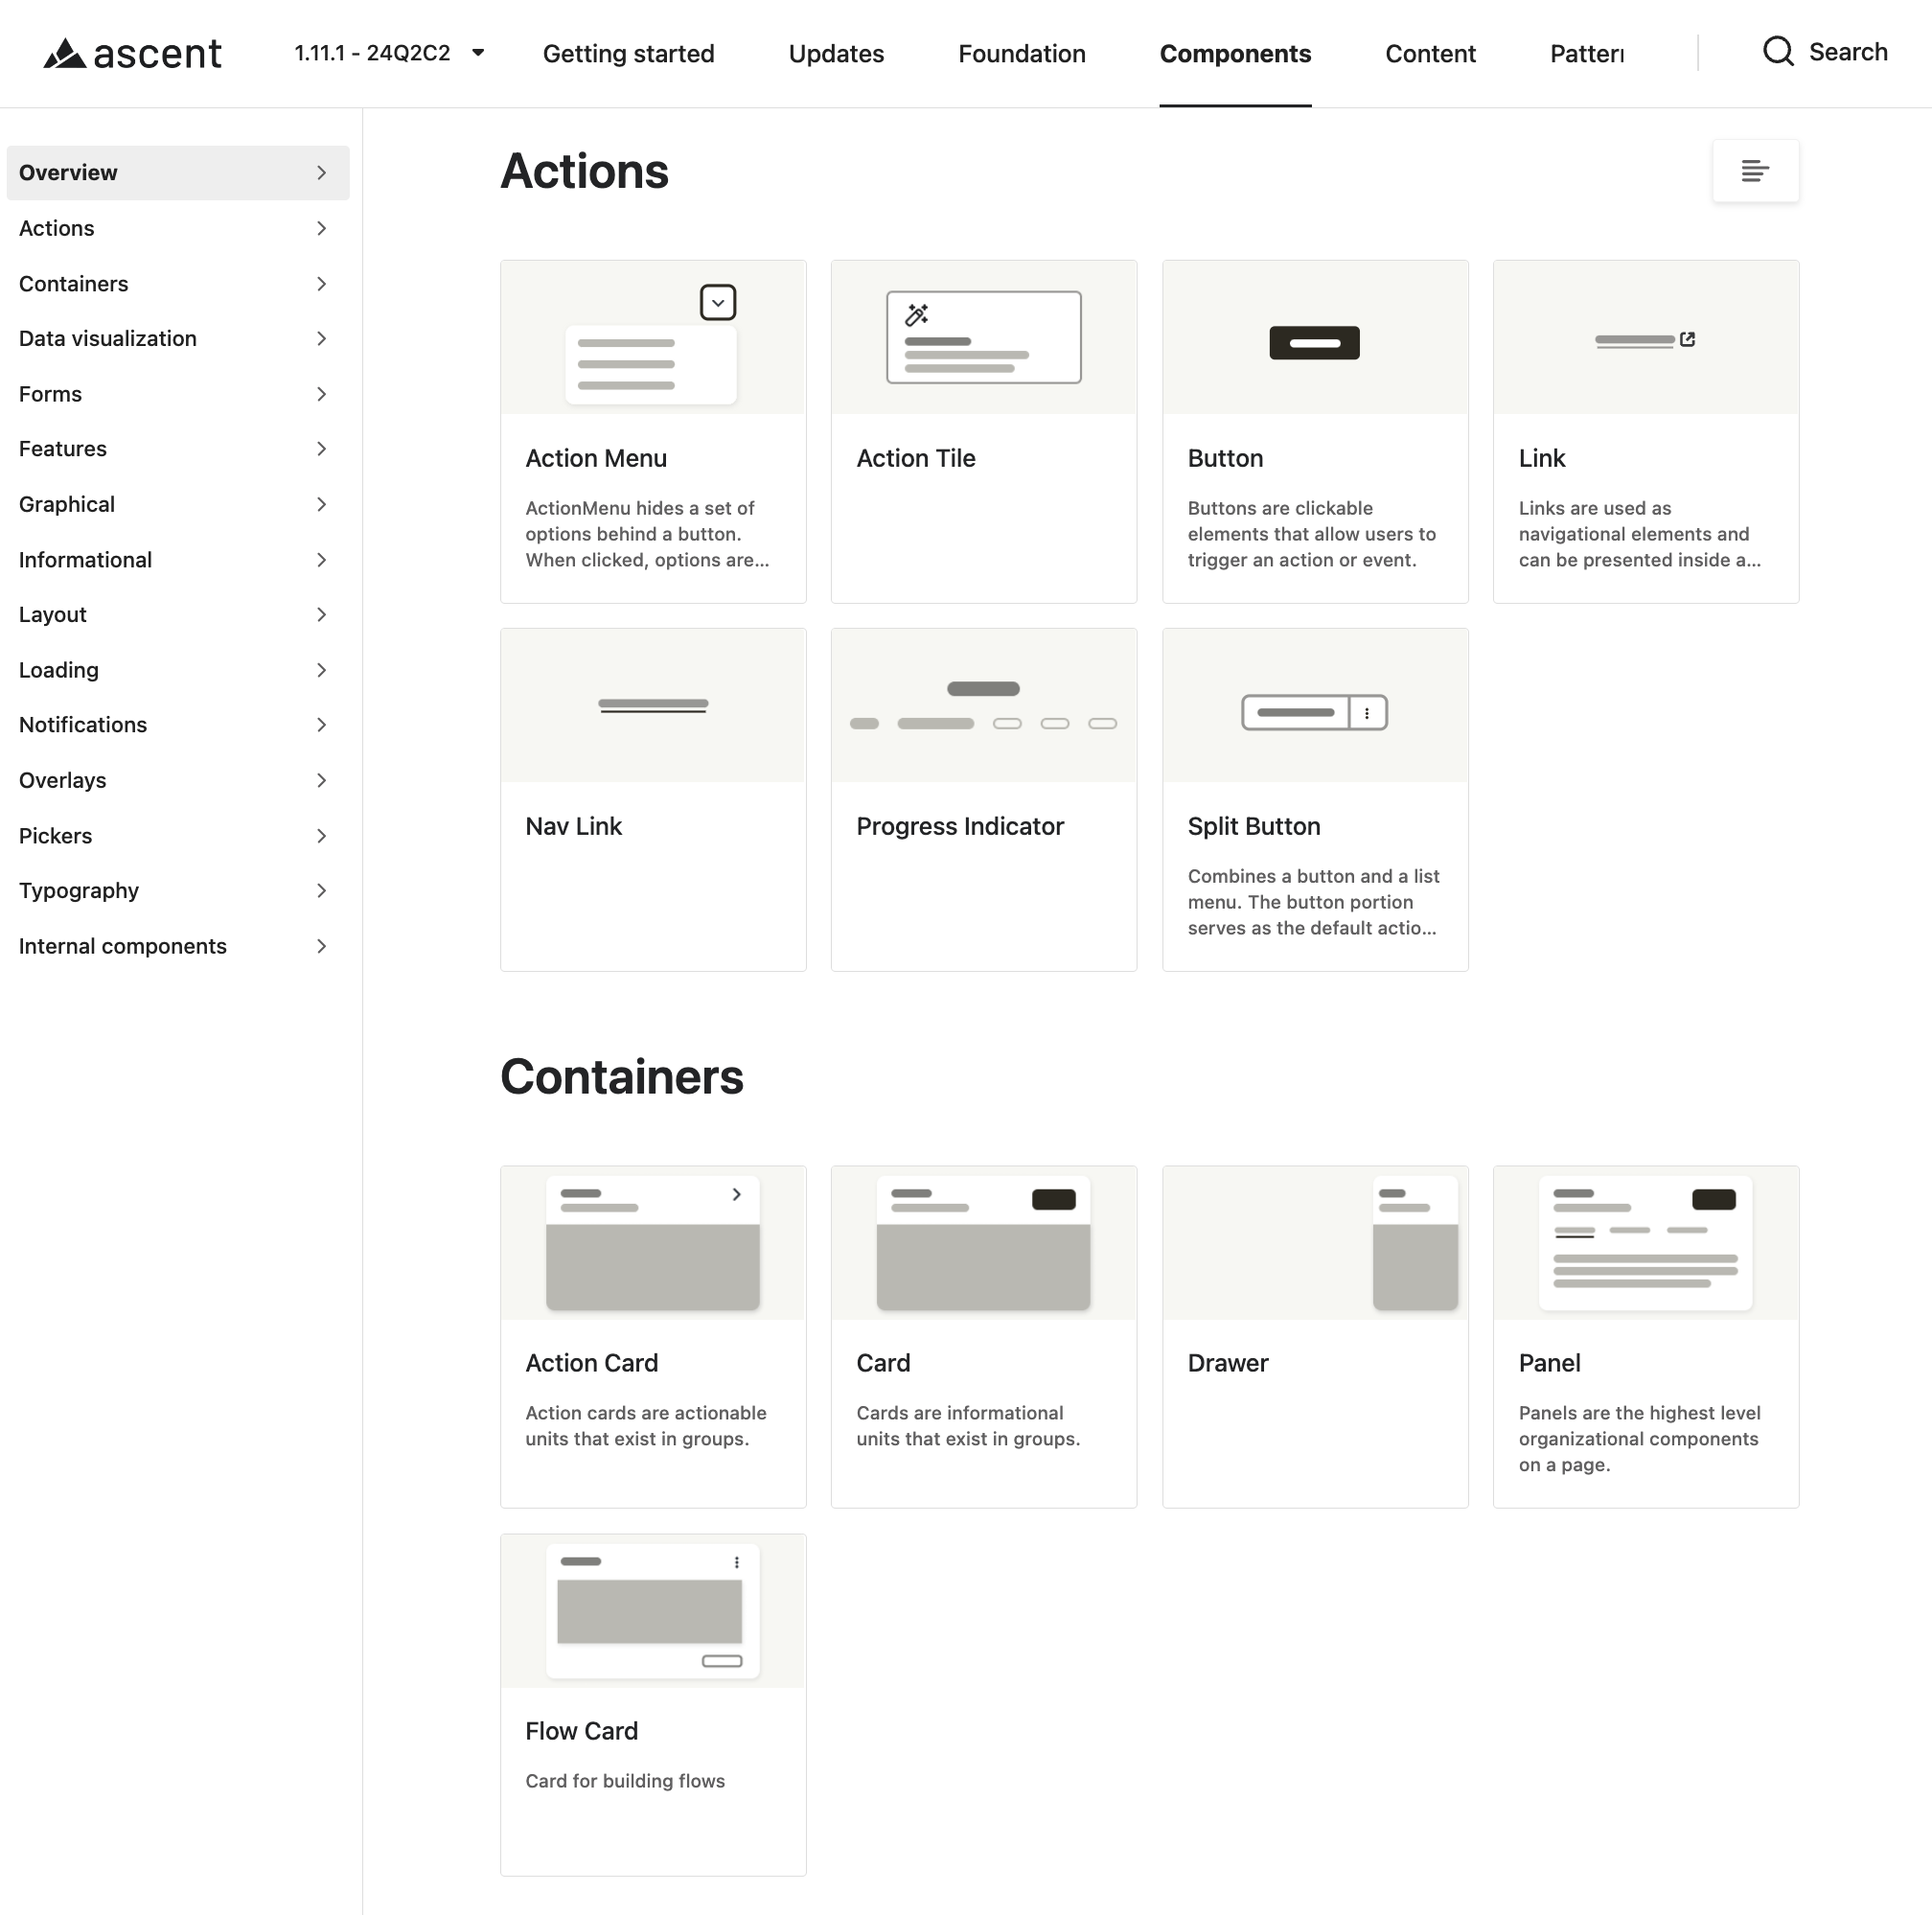 ascent
1.11.1 - 24Q2C2
Getting started
Updates
Foundation
Components
Content
Search
Overview
Actions
Containers
Data visualization
Forms
Features
Graphical
Informational
Layout
Loading
Notifications
Overlays
Pickers
Typography
Internal components
Actions
Action Menu
ActionMenu hides a set of
options behind a button.
When clicked, options are...
Action Tile
Button
Buttons are clickable
elements that allow users to
trigger an action or event.
Link
Links are used as
navigational elements and
can be presented inside a...
Nav Link
Progress Indicator
Split Button
Combines a button and a list
menu. The button portion
serves as the default actio...
Containers
Action Card
Action cards are actionable
units that exist in groups.
Card
Cards are informational
units that exist in groups.
Drawer
Panel
Panels are the highest level
organizational components
on a page.
Flow Card
Card for building flows